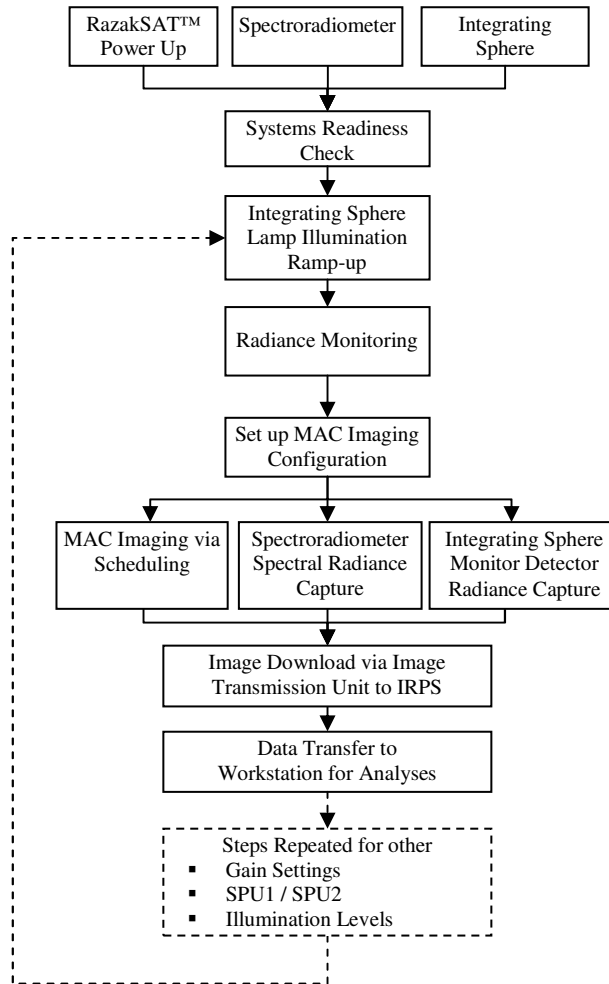 RazakSAT™
Power Up
Spectroradiometer
Integrating
Sphere
Systems Readiness
Check
Integrating Sphere
Lamp Illumination
Ramp-up
Radiance Monitoring
Set up MAC Imaging
Configuration
MAC Imaging via
Scheduling
Spectroradiometer
Spectral Radiance
Capture
Integrating Sphere
Monitor Detector
Radiance Capture
Image Download via Image
Transmission Unit to IRPS
Data Transfer to
Workstation for Analyses
Steps Repeated for other
▪ Gain Settings
▪ SPU1 / SPU2
▪ Illumination Levels